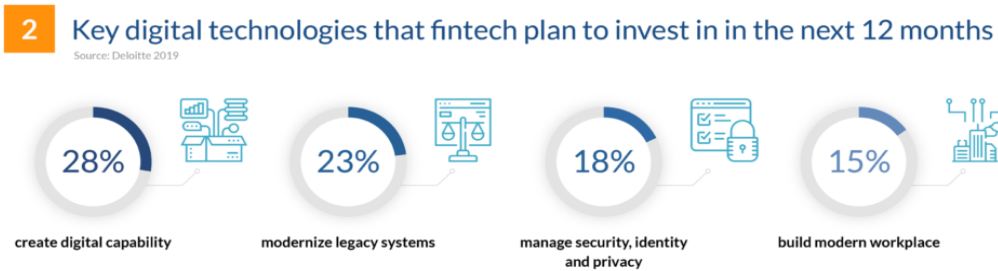 2
Key digital technologies that fintech plan to invest in in the next 12 months
Source: Deloitte 2019
28%
23%
18%
15%
create digital capability
modernize legacy systems
manage security, identity
and privacy
build modern workplace